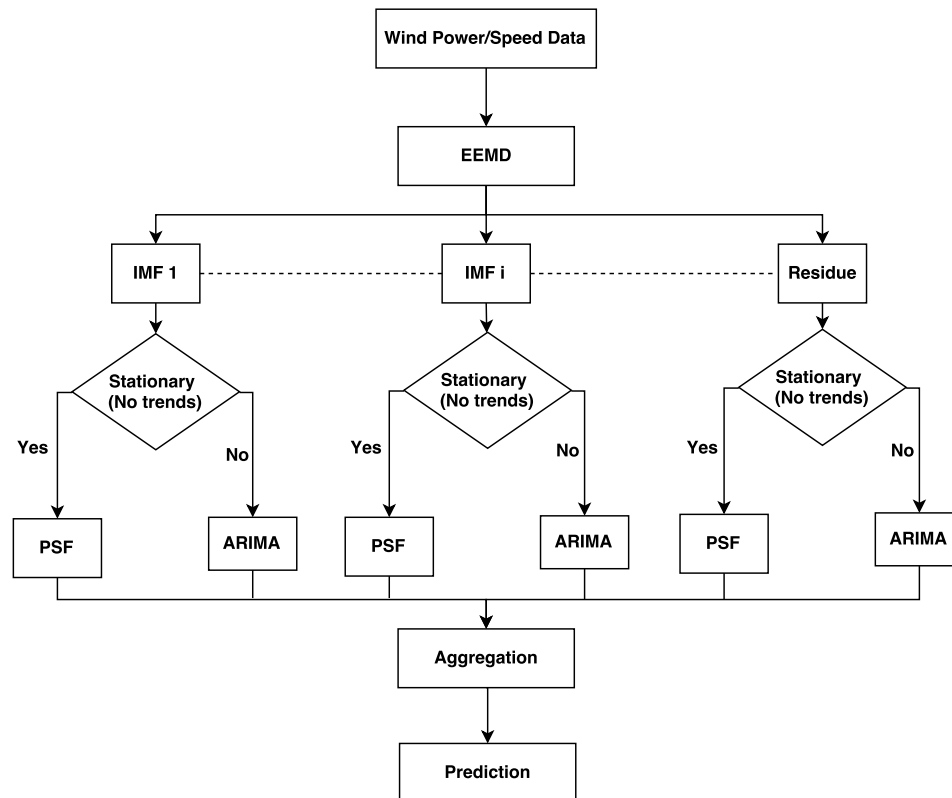 Wind Power/Speed Data
EEMD
IMF 1
IMF i
Residue
Stationary
(No trends)
Stationary
(No trends)
Stationary
(No trends)
Yes
No
Yes
No
Yes
No
PSF
ARIMA
PSF
ARIMA
PSF
ARIMA
Aggregation
Prediction